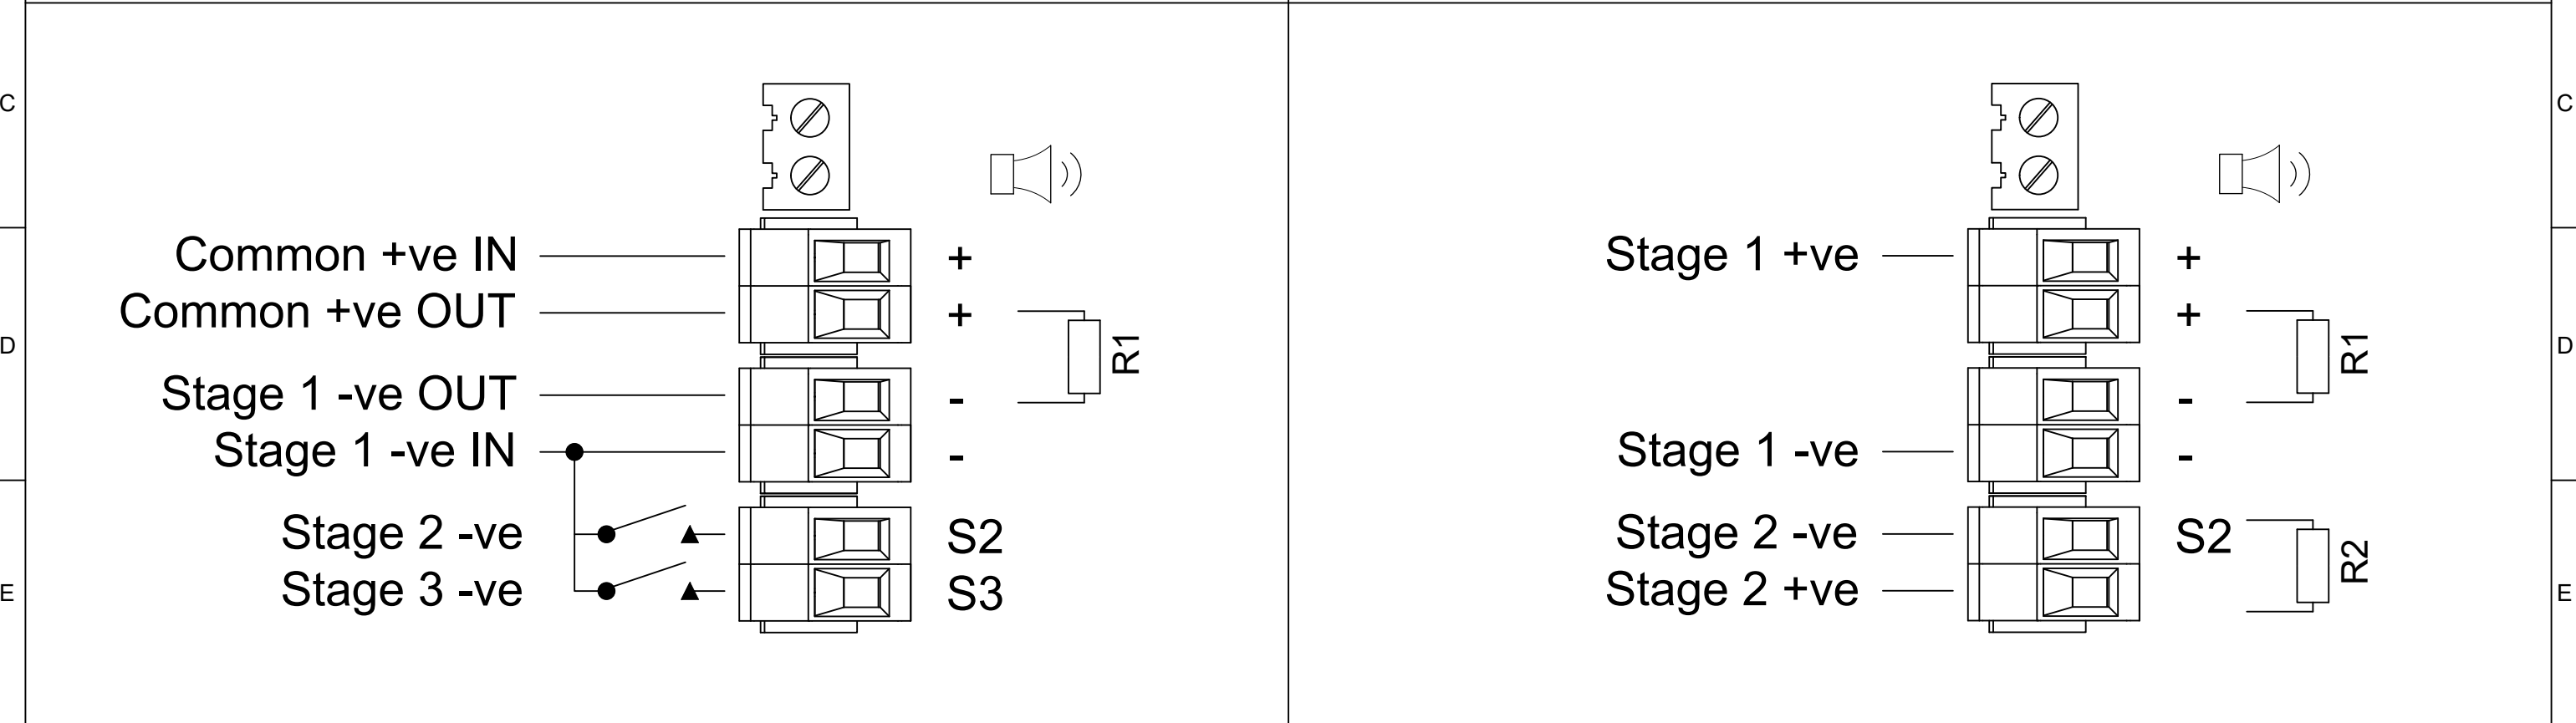 C
C
Common +ve IN
+
Common +ve OUT
+
R1
Stage 1 -ve OUT
-
Stage 1 -ve IN
-
Stage 2 -ve
S2
Stage 3 -ve
S3
Stage 1 +ve
+
+
R1
-
Stage 1 -ve
-
Stage 2 -ve
S2
Stage 2 +ve
R2
D
D
E
E